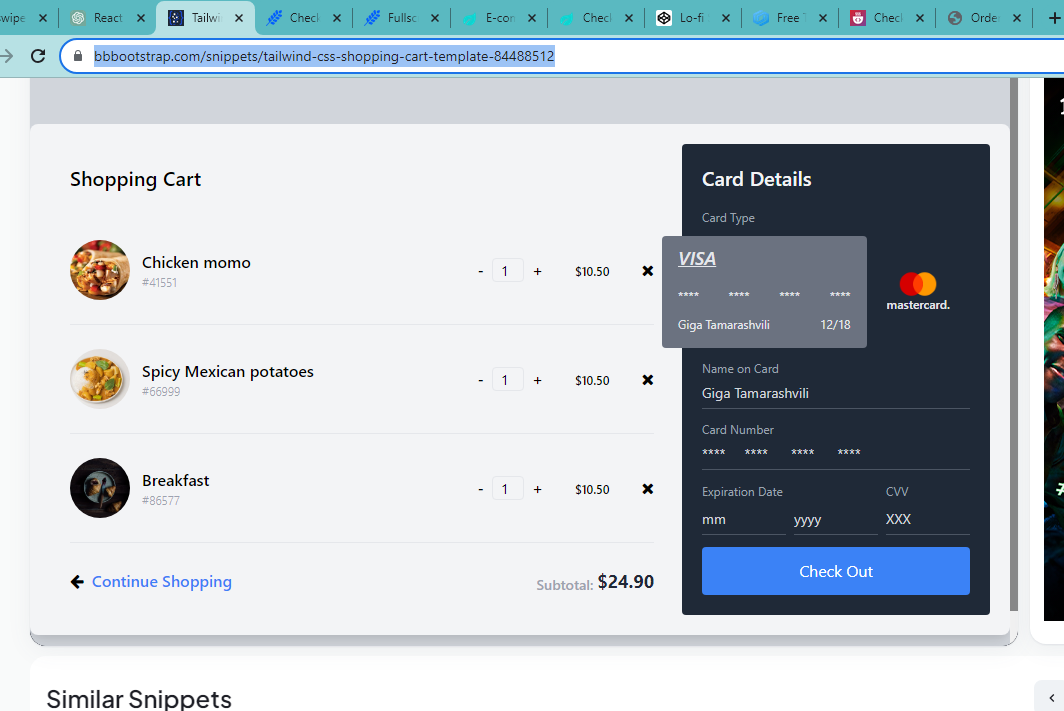 swipe
React
Tailwi
Check
Fullsc
E-con
Check
Lo-fi
Free T
Check
Order
bbbootstrap.com/snippets/tailwind-css-shopping-cart-template-84488512
Shopping Cart
Chicken momo
#41551
- 1 + $10.50
Spicy Mexican potatoes
#66999
- 1 + $10.50
Breakfast
#86577
- 1 + $10.50
Continue Shopping
Subtotal: $24.90
Card Details
Card Type
VISA
**** **** **** ****
Giga Tamarashvili 12/18
mastercard.
Name on Card
Giga Tamarashvili
Card Number
**** **** **** ****
Expiration Date CVV
mm yyyy XXX
Check Out
Similar Snippets